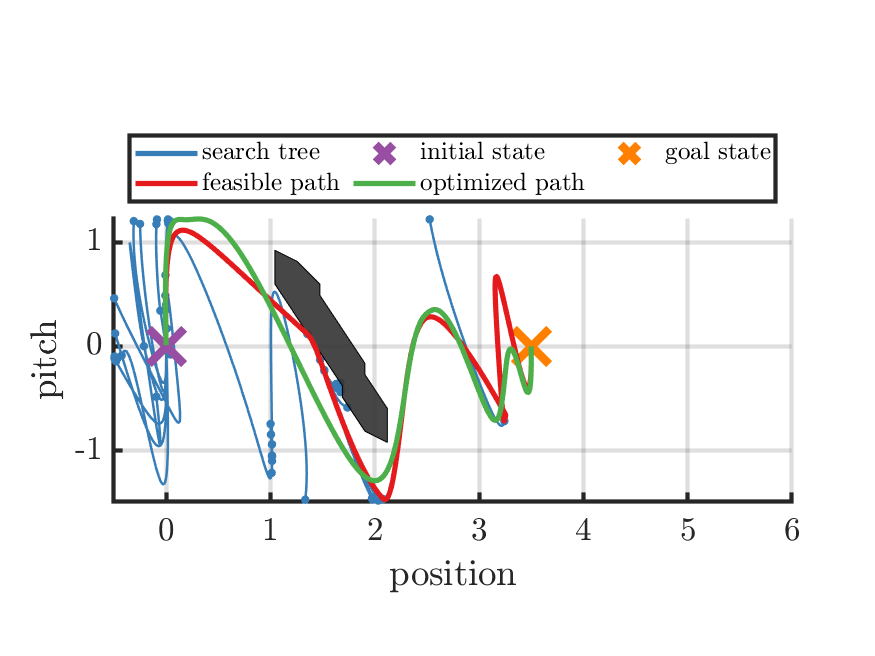 search tree initial state goal state
feasible path optimized path
1
0
-1
pitch
0 1 2 3 4 5 6
position